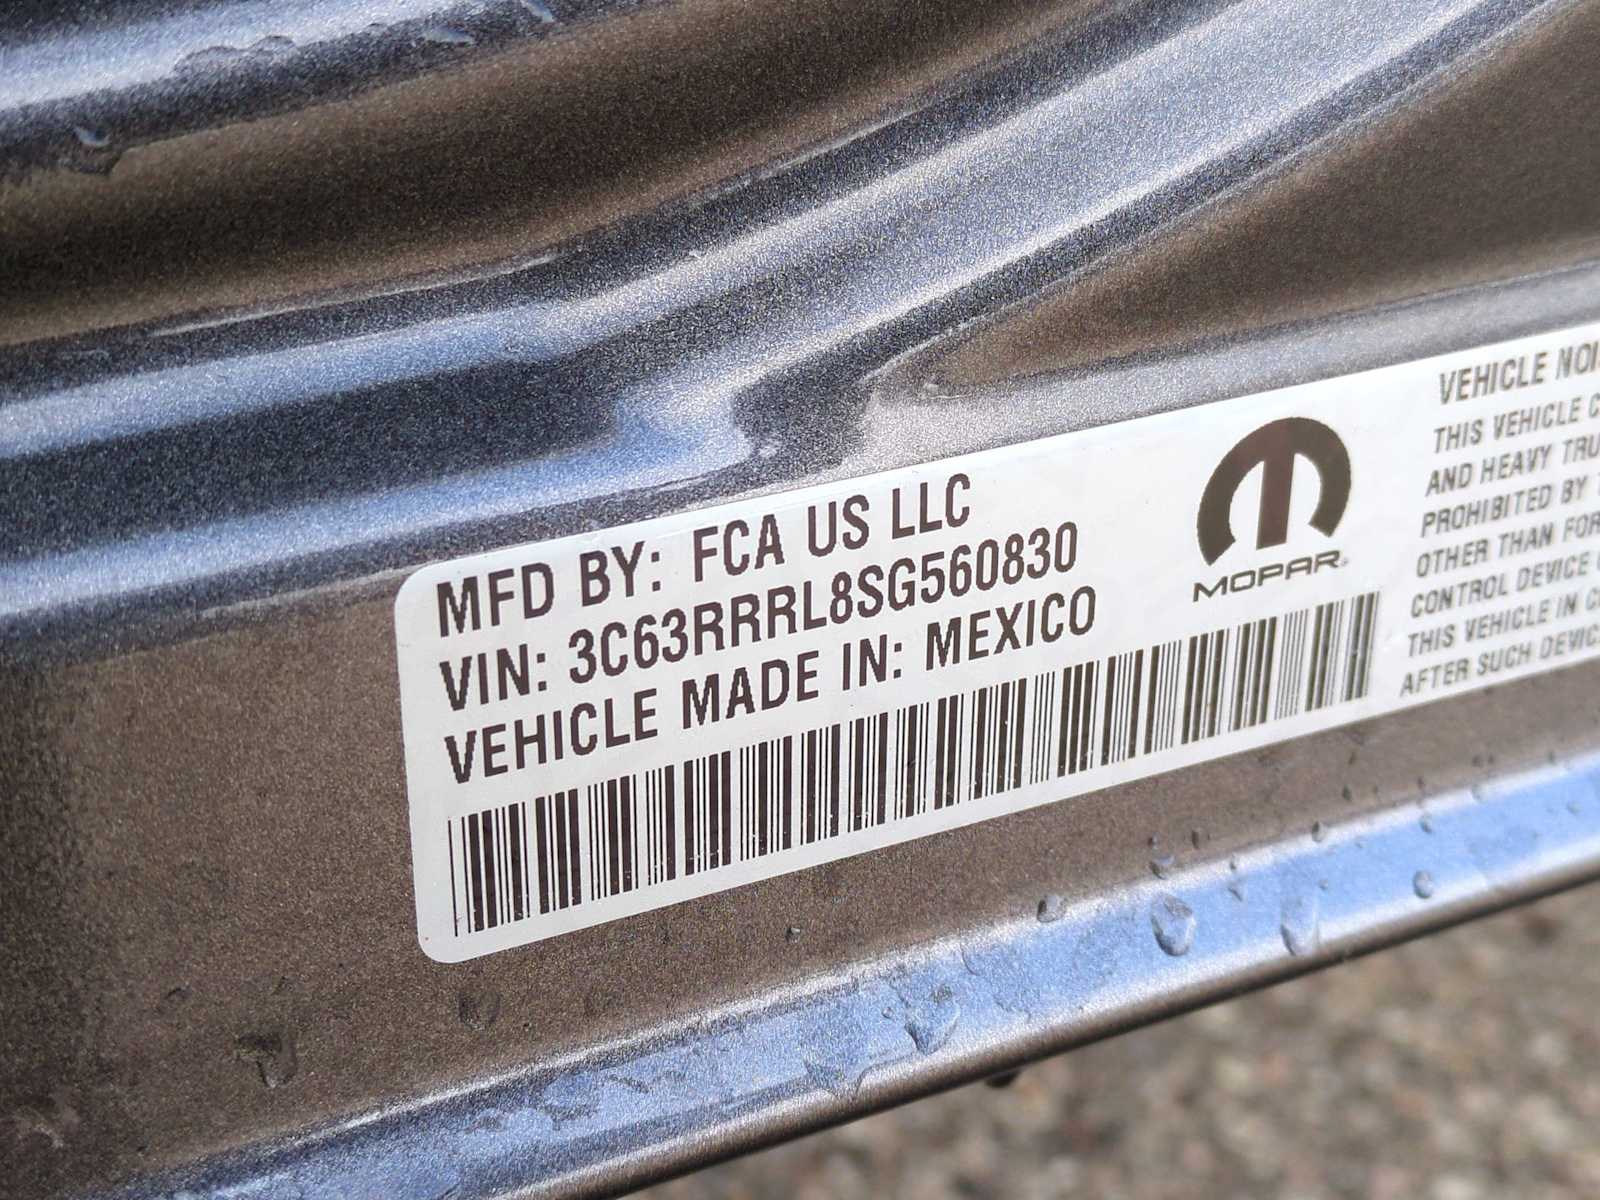 MFD BY: FCA US LLC
VIN: 3C63RRRL8SG560830
VEHICLE MADE IN: MEXICO
MOPAR
VEHICLE
THIS VEHICLE
AND HEAVY
PROHIBITED BY
OTHER THAN FOR
CONTROL DEVICE
THIS VEHICLE IN
AFTER SUCH